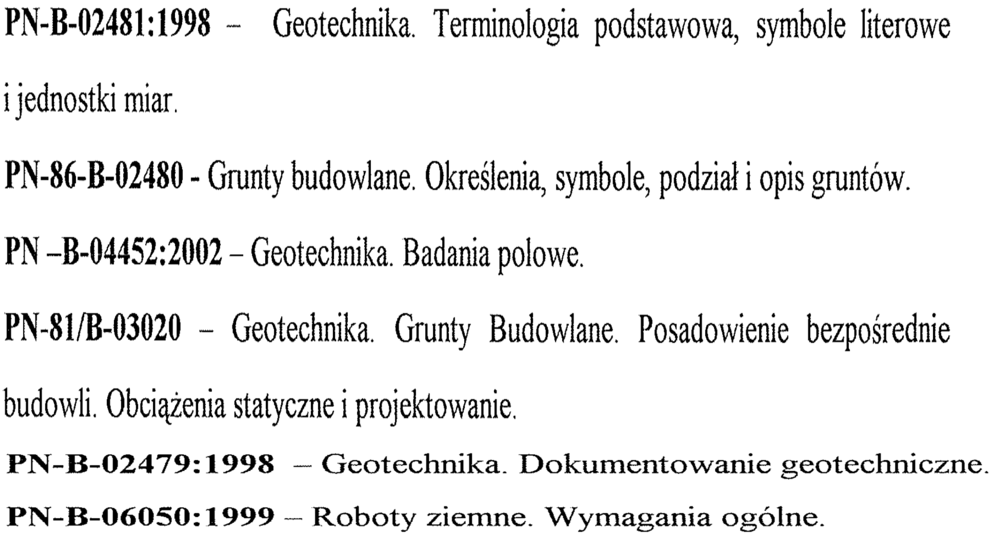 PN-B-02481:1998 – Geotechnika. Terminologia podstawowa, symbole literowe
i jednostki miar.
PN-86-B-02480 - Grunty budowlane. Określenia, symbole, podział i opis gruntów.
PN –B-04452:2002 – Geotechnika. Badania polowe.
PN-81/B-03020 – Geotechnika. Grunty Budowlane. Posadowienie bezpośrednie
budowli. Obciążenia statyczne i projektowanie.
PN-B-02479:1998 – Geotechnika. Dokumentowanie geotechniczne.
PN-B-06050:1999 – Roboty ziemne. Wymagania ogólne.